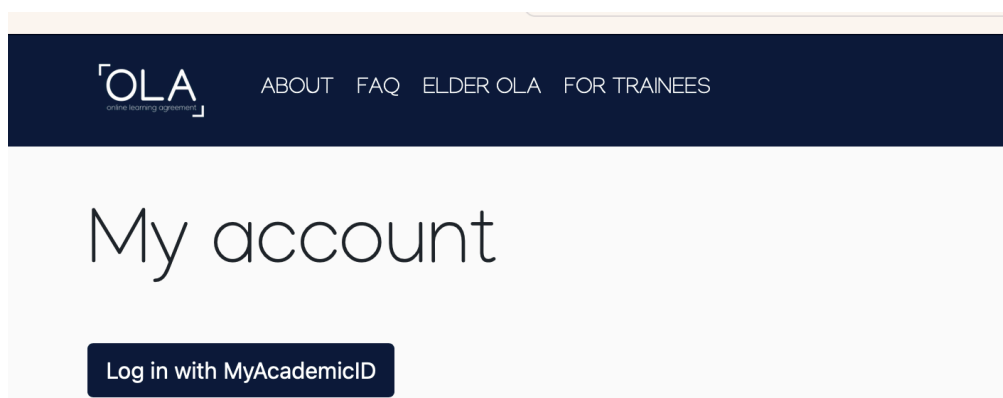 OLA
online learning agreement
ABOUT FAQ ELDER OLA FOR TRAINEES
My account
Log in with MyAcademicID